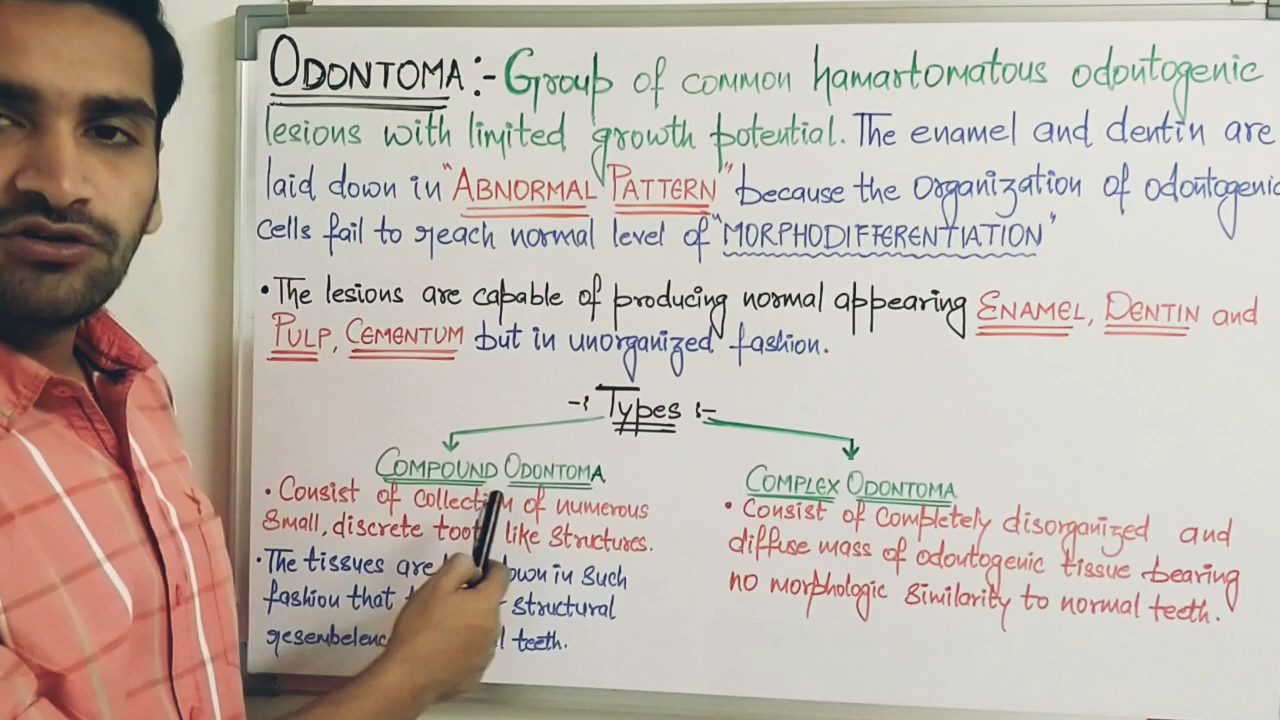 ODONTOMA:- Group of common hamartomatous odontogenic
lesions with limited growth potential. The enamel and dentin are
laid down in "ABNORMAL PATTERN" because the organization of odontogenic
cells fail to reach normal level of "MORPHODIFFERENTIATION"
• The lesions are capable of producing normal appearing ENAMEL, DENTIN and
PULP, CEMENTUM but in unorganized fashion.
-: Types :-
COMPOUND ODONTOMA
• Consist of collection of numerous
small, discrete tooth like structures.
• The tissues are down in such
fashion that structural
resembelenc teeth.
COMPLEX ODONTOMA
• Consist of completely disorganized and
diffuse mass of odontogenic tissue bearing
no morphologic similarity to normal teeth.